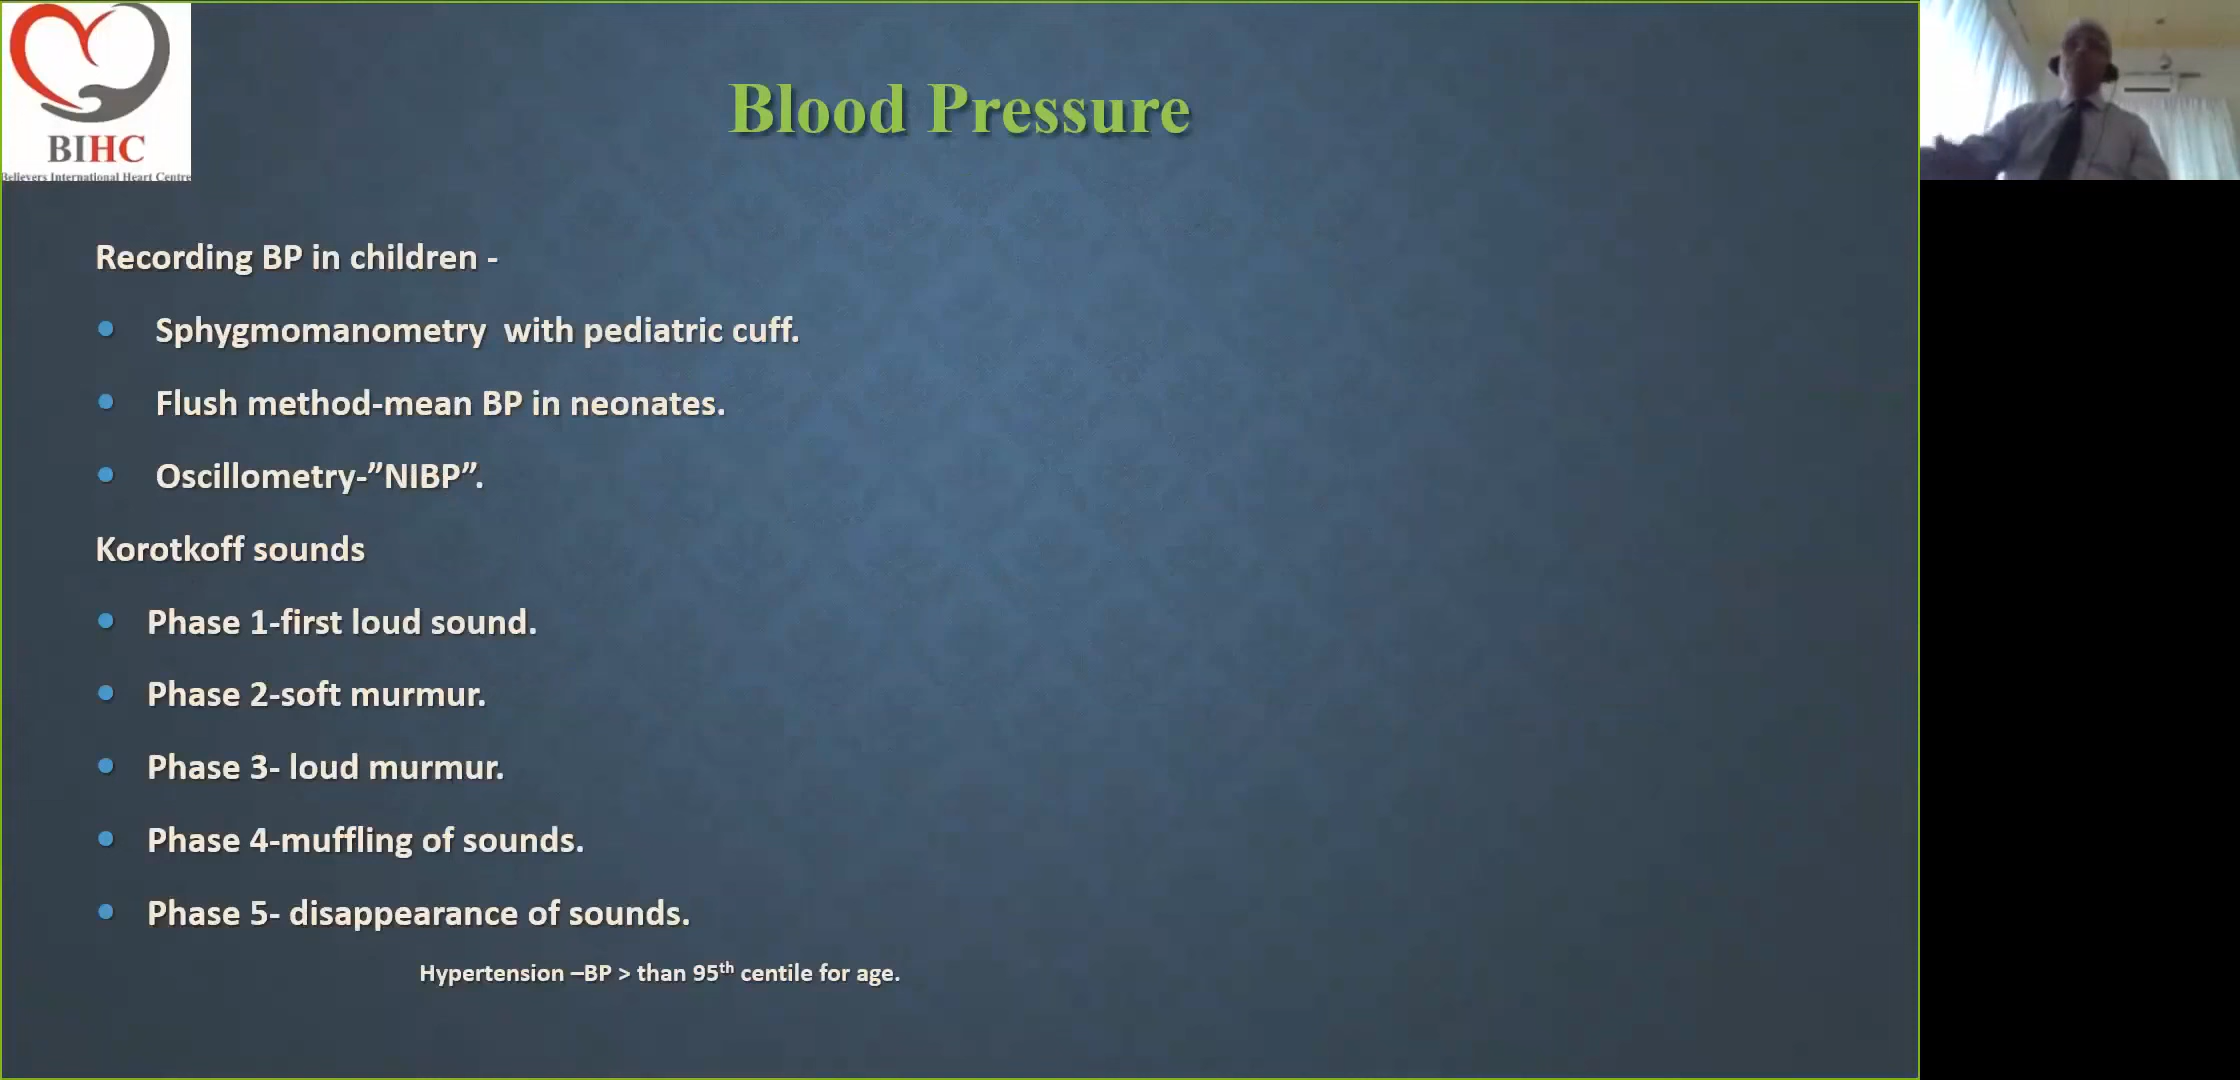 BIHC
Believers International Heart Centre
Blood Pressure
Recording BP in children -
Sphygmomanometry with pediatric cuff.
Flush method-mean BP in neonates.
Oscillometry-”NIBP”.
Korotkoff sounds
Phase 1-first loud sound.
Phase 2-soft murmur.
Phase 3- loud murmur.
Phase 4-muffling of sounds.
Phase 5- disappearance of sounds.
Hypertension –BP > than 95th centile for age.